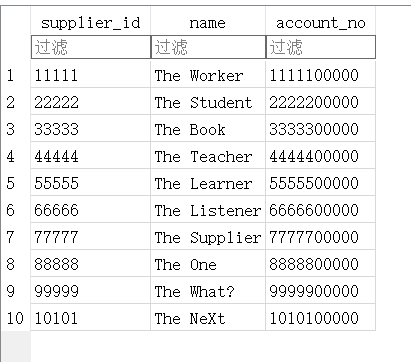 supplier_id name account_no
过滤 过滤 过滤
1 11111 The Worker 1111100000
2 22222 The Student 2222200000
3 33333 The Book 3333300000
4 44444 The Teacher 4444400000
5 55555 The Learner 5555500000
6 66666 The Listener 6666600000
7 77777 The Supplier 7777700000
8 88888 The One 8888800000
9 99999 The What? 9999900000
10 10101 The NeXt 1010100000